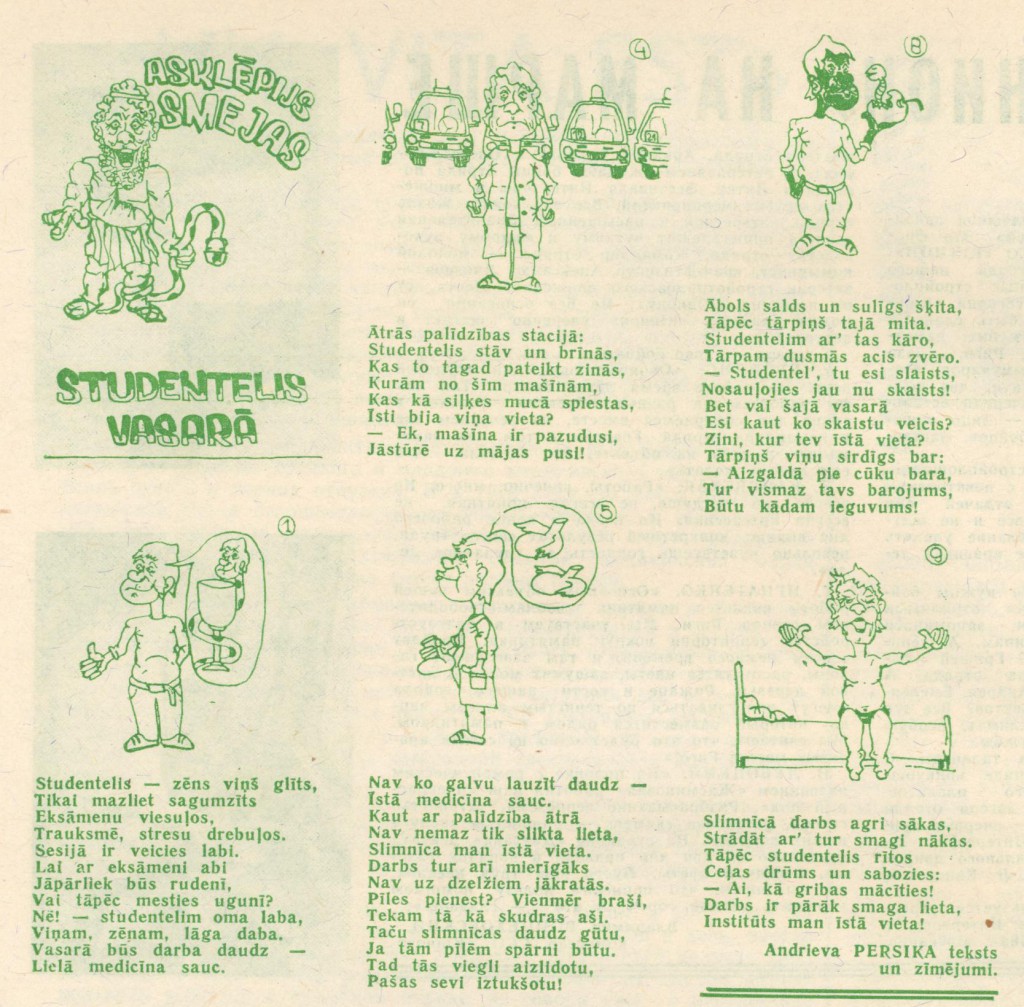 ASKLĒPIJS
SMEJAS
STUDENTELIS
VASARĀ
1
Studentelis — zēns viņš glīts,
Tikai mazliet sagumzīts
Eksāmenu viesuļos,
Trauksmē, stresu drebuļos.
Sesijā ir veicies labi.
Lai ar eksāmeni abi
Jāpārliek būs rudenī,
Vai tāpēc mesties ugunī?
Nē! — studentelim oma laba,
Viņam, zēnam, lāga daba.
Vasarā būs darba daudz —
Lielā medicīna sauc.
4
Ātrās palīdzības stacijā:
Studentelis stāv un brīnās,
Kas to tagad pateikt zinās,
Kurām no šīm mašīnām,
Kas kā siļķes mucā spiestas,
Īsti bija viņa vieta?
— Ek, mašīna ir pazudusi,
Jāstūrē uz mājas pusi!
5
Nav ko galvu lauzīt daudz —
Īstā medicīna sauc.
Kaut ar palīdzība ātrā
Nav nemaz tik slikta lieta,
Slimnīca man īstā vieta.
Darbs tur arī mierīgāks
Nav uz dzelžiem jākratās.
Pīles pienest? Vienmēr braši,
Tekam tā kā skudras aši.
Taču slimnīcas daudz gūtu,
Ja tām pīlēm spārni būtu.
Tad tās viegli aizlidotu,
Pašas sevi iztukšotu!
8
Ābols salds un sulīgs šķita,
Tāpēc tārpiņš tajā mita.
Studentelim ar' tas kāro,
Tārpam dusmās acis zvēro.
— Studentel', tu esi slaists,
Nosauļojies jau nu skaists!
Bet vai šajā vasarā
Esi kaut ko skaistu veicis?
Zini, kur tev īstā vieta?
Tārpiņš viņu sirdīgs bar:
— Aizgaldā pie cūku bara,
Tur vismaz tavs barojums,
Būtu kādam ieguvums!
9
Slimnīcā darbs agri sākas,
Strādāt ar' tur smagi nākas.
Tāpēc studentelis rītos
Ceļas drūms un sabozies:
— Ai, kā gribas mācīties!
Darbs ir pārāk smaga lieta,
Institūts man īstā vieta!
Andrieva PERSIKA teksts
un zīmējumi.